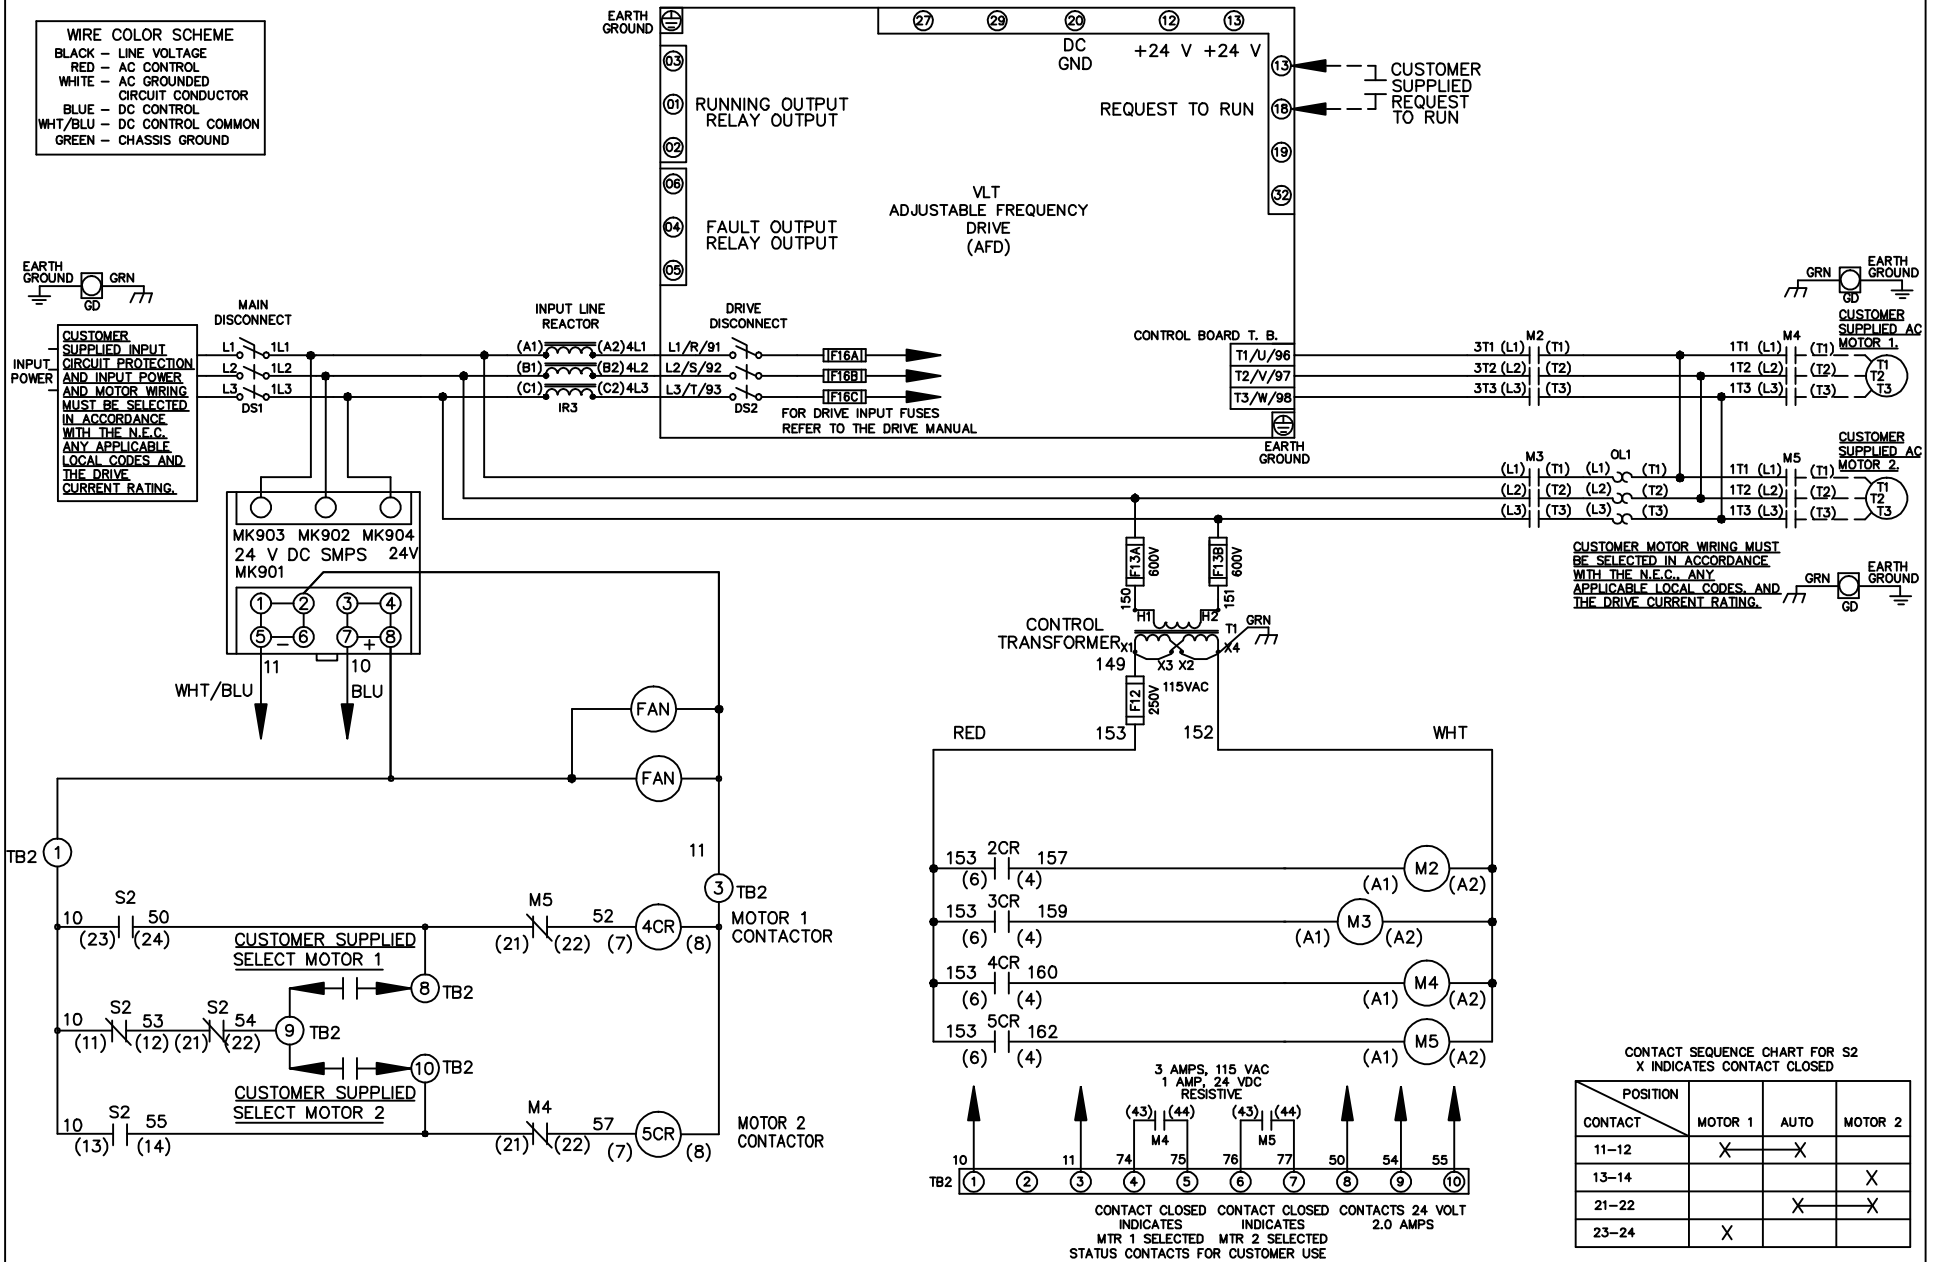 WIRE COLOR SCHEME
BLACK – LINE VOLTAGE
RED – AC CONTROL
WHITE – AC GROUNDED
CIRCUIT CONDUCTOR
BLUE – DC CONTROL
WHT/BLU – DC CONTROL COMMON
GREEN – CHASSIS GROUND
EARTH
GROUND
03
01
02
06
04
05
RUNNING OUTPUT
RELAY OUTPUT
FAULT OUTPUT
RELAY OUTPUT
27 29 20 12 13
DC
GND
+24 V +24 V
13
18
19
32
REQUEST TO RUN
CUSTOMER
SUPPLIED
REQUEST
TO RUN
VLT
ADJUSTABLE FREQUENCY
DRIVE
(AFD)
EARTH
GROUND
GRN
GD
MAIN
DISCONNECT
INPUT LINE
REACTOR
DRIVE
DISCONNECT
INPUT
POWER
CUSTOMER
SUPPLIED INPUT
CIRCUIT PROTECTION
AND INPUT POWER
AND MOTOR WIRING
MUST BE SELECTED
IN ACCORDANCE
WITH THE N.E.C.
ANY APPLICABLE
LOCAL CODES AND
THE DRIVE
CURRENT RATING.
L1 1L1 (A1) (A2) 4L1 L1/R/91 F16A
L2 1L2 (B1) (B2) 4L2 L2/S/92 F16B
L3 1L3 (C1) (C2) 4L3 L3/T/93 F16C
DS1 IR3 DS2
FOR DRIVE INPUT FUSES
REFER TO THE DRIVE MANUAL
CONTROL BOARD T. B.
T1/U/96
T2/V/97
T3/W/98
EARTH
GROUND
M2 M4
3T1 (L1) (T1) 1T1 (L1) (T1)
3T2 (L2) (T2) 1T2 (L2) (T2)
3T3 (L3) (T3) 1T3 (L3) (T3)
T1
T2
T3
GRN
EARTH
GROUND
GD
CUSTOMER
SUPPLIED AC
MOTOR 1.
CUSTOMER
SUPPLIED AC
MOTOR 2.
M3 OL1 M5
(L1) (T1) (L1) (T1) 1T1 (L1) (T1)
(L2) (T2) (L2) (T2) 1T2 (L2) (T2)
(L3) (T3) (L3) (T3) 1T3 (L3) (T3)
T1
T2
T3
CUSTOMER MOTOR WIRING MUST
BE SELECTED IN ACCORDANCE
WITH THE N.E.C., ANY
APPLICABLE LOCAL CODES, AND
THE DRIVE CURRENT RATING.
GRN
EARTH
GROUND
GD
MK903 MK902 MK904
24 V DC SMPS 24V
MK901
1 2 3 4
5 – 6 7 + 8
11 10
WHT/BLU BLU
FAN
FAN
F13A
600V
F13B
600V
150 151
H1 H2
CONTROL
TRANSFORMER
T1
GRN
X1 X3 X2 X4
149
F12
250V
115VAC
RED 153 152 WHT
TB2 1
11
3 TB2
S2
10 50
(23) (24)
M5
(21) (22)
52
(7) 4CR (8)
MOTOR 1
CONTACTOR
CUSTOMER SUPPLIED
SELECT MOTOR 1
8 TB2
S2 S2
10 53 54
(11) (12) (21) (22)
9 TB2
10 TB2
CUSTOMER SUPPLIED
SELECT MOTOR 2
S2
10 55
(13) (14)
M4
(21) (22)
57
(7) 5CR (8)
MOTOR 2
CONTACTOR
153 2CR 157
(6) (4) (A1) M2 (A2)
153 3CR 159
(6) (4) (A1) M3 (A2)
153 4CR 160
(6) (4) (A1) M4 (A2)
153 5CR 162
(6) (4) (A1) M5 (A2)
3 AMPS, 115 VAC
1 AMP, 24 VDC
RESISTIVE
(43) (44) (43) (44)
M4 M5
10 11 74 75 76 77 50 54 55
TB2 1 2 3 4 5 6 7 8 9 10
CONTACT CLOSED
INDICATES
MTR 1 SELECTED
CONTACT CLOSED
INDICATES
MTR 2 SELECTED
STATUS CONTACTS FOR CUSTOMER USE
CONTACTS 24 VOLT
2.0 AMPS
CONTACT SEQUENCE CHART FOR S2
X INDICATES CONTACT CLOSED
POSITION
CONTACT MOTOR 1 AUTO MOTOR 2
11–12 X X
13–14 X
21–22 X X
23–24 X